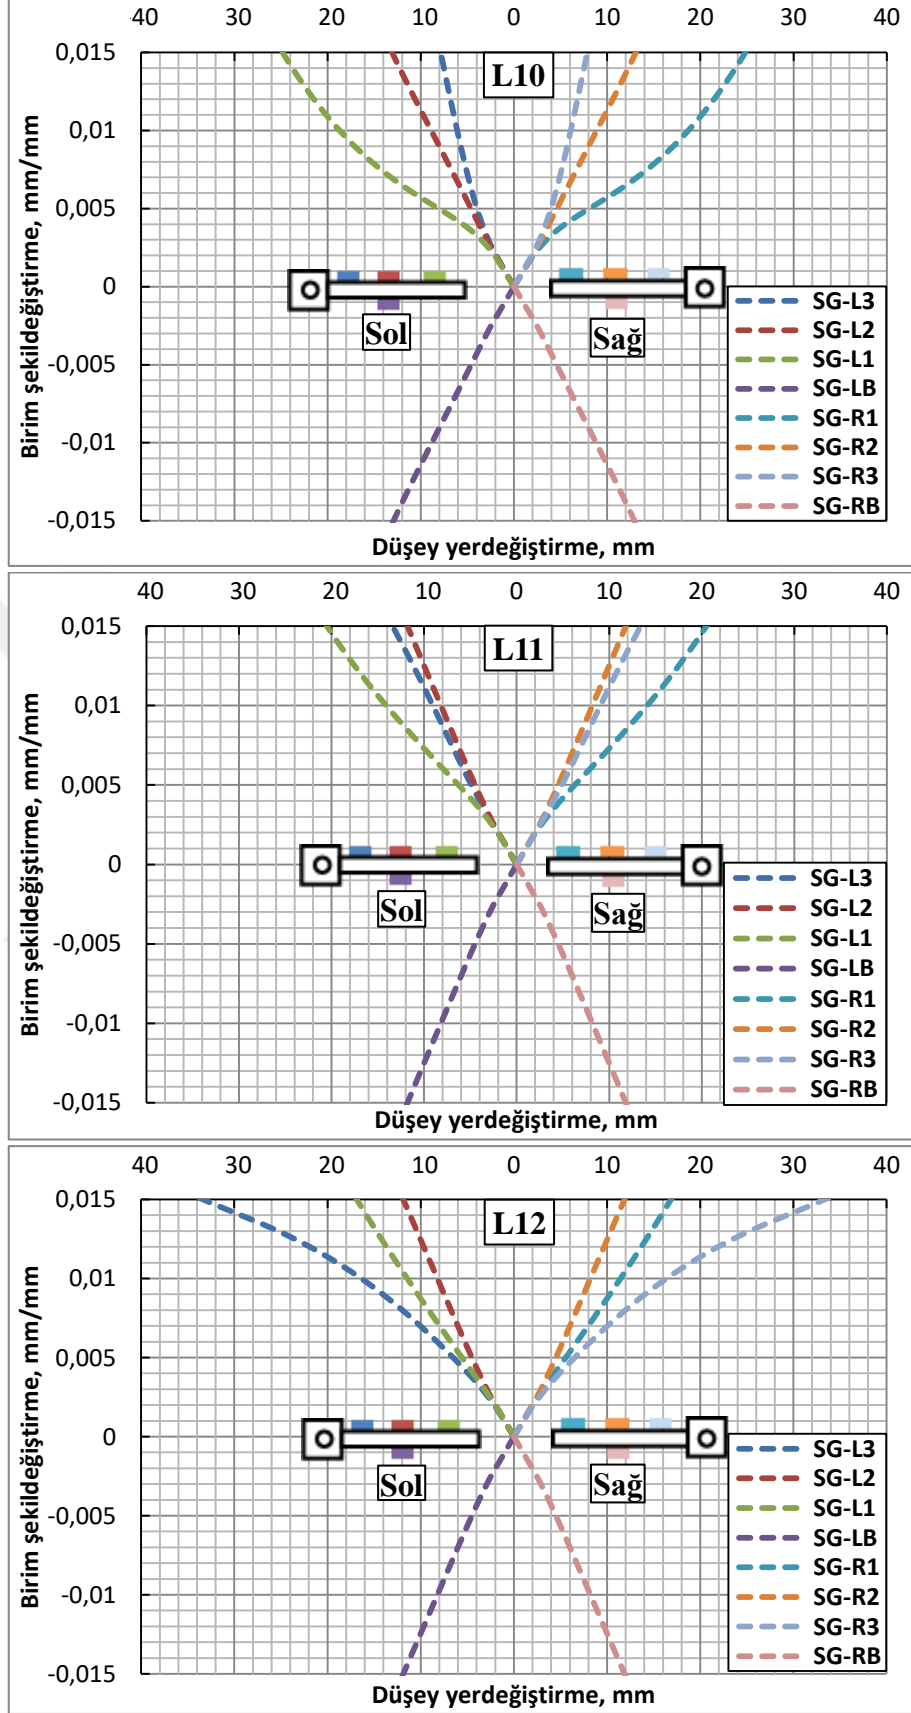 40 30 20 10 0 10 20 30 40
0,015
0,01
0,005
0
-0,005
-0,01
-0,015
Birim şekildeğiştirme, mm/mm
L10
Sol
Sağ
SG-L3
SG-L2
SG-L1
SG-LB
SG-R1
SG-R2
SG-R3
SG-RB
Düşey yerdeğiştirme, mm
40 30 20 10 0 10 20 30 40
0,015
0,01
0,005
0
-0,005
-0,01
-0,015
Birim şekildeğiştirme, mm/mm
L11
Sol
Sağ
SG-L3
SG-L2
SG-L1
SG-LB
SG-R1
SG-R2
SG-R3
SG-RB
Düşey yerdeğiştirme, mm
40 30 20 10 0 10 20 30 40
0,015
0,01
0,005
0
-0,005
-0,01
-0,015
Birim şekildeğiştirme, mm/mm
L12
Sol
Sağ
SG-L3
SG-L2
SG-L1
SG-LB
SG-R1
SG-R2
SG-R3
SG-RB
Düşey yerdeğiştirme, mm